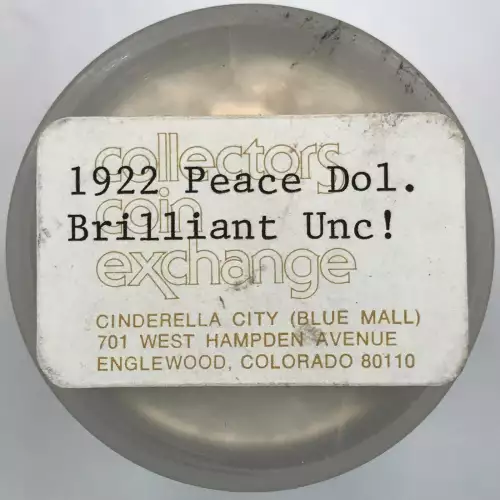 collectors
1922 Peace Dol.
coin
Brilliant Unc!
exchange
CINDERELLA CITY (BLUE MALL)
701 WEST HAMPDEN AVENUE
ENGLEWOOD, COLORADO 80110